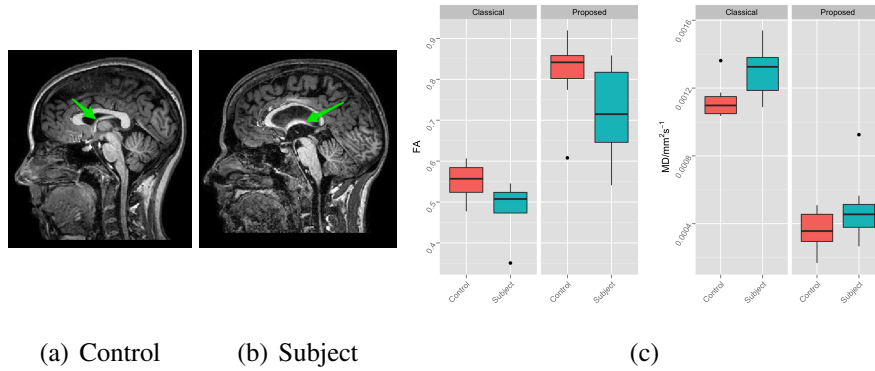 Classical
Proposed
0.9
0.8
0.7
0.6
0.5
0.4
FA
Control
Subject
Control
Subject
Classical
Proposed
0.0016
0.0012
0.0008
0.0004
MD/mm²s⁻¹
Control
Subject
Control
Subject
(a) Control
(b) Subject
(c)